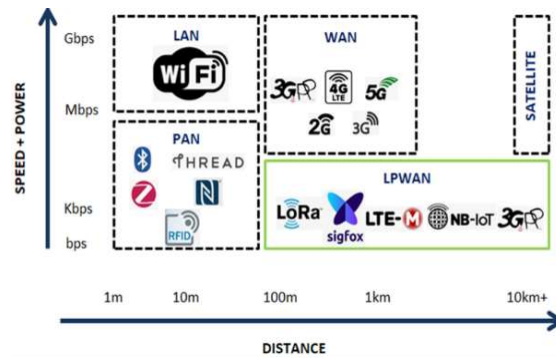 SPEED + POWER
Gbps
Mbps
Kbps
bps
LAN
WiFi
WAN
3GPP
4G
LTE
5G
2G
3G
SATELLITE
PAN
THREAD
RFID
LPWAN
LoRa
sigfox
LTE-M
NB-IoT
3GPP
1m
10m
100m
1km
10km+
DISTANCE